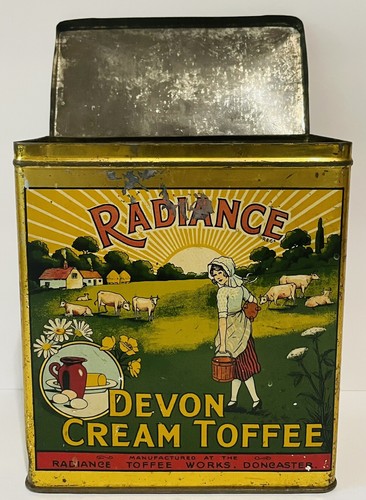 RADIANCE
DEVON
CREAM TOFFEE
MANUFACTURED AT THE
RADIANCE TOFFEE WORKS, DONCASTER